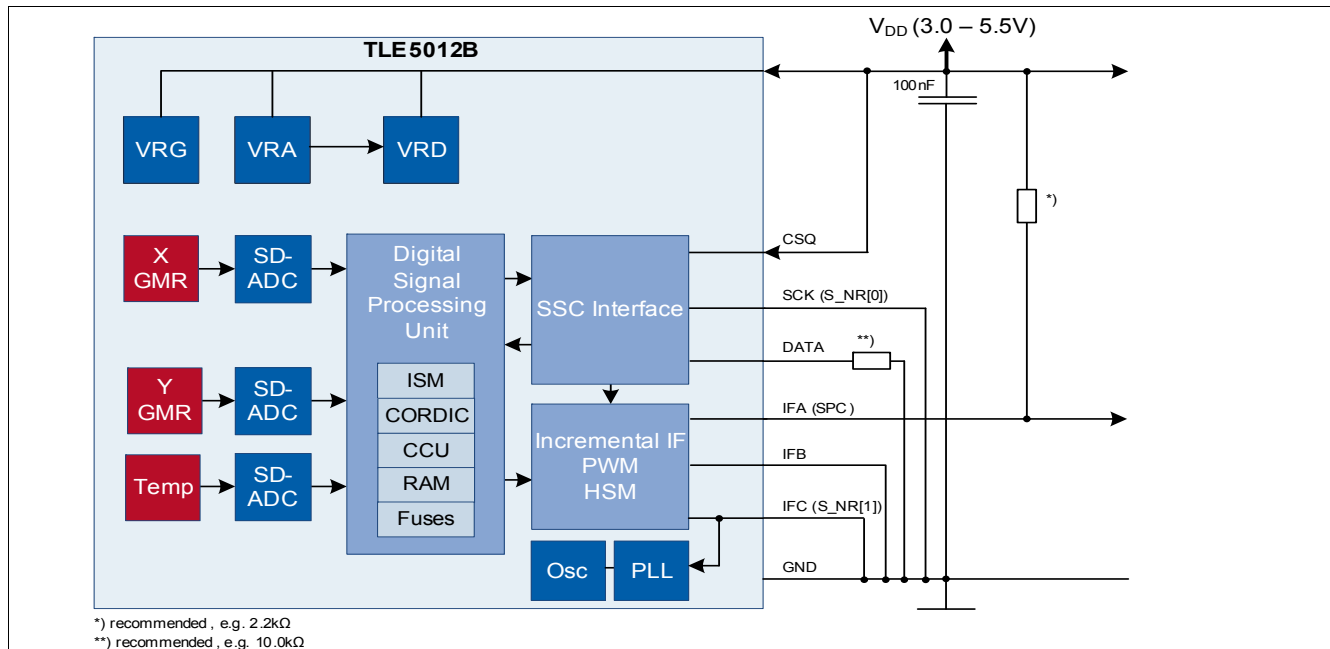 V_DD (3.0 – 5.5V)
TLE5012B
100nF
VRG
VRA
VRD
*)
CSQ
X
GMR
SD-
ADC
Digital
Signal
Processing
Unit
SSC Interface
SCK (S_NR[0])
DATA
**)
Y
GMR
SD-
ADC
ISM
CORDIC
CCU
RAM
Fuses
Incremental IF
PWM
HSM
IFA (SPC)
IFB
IFC (S_NR[1])
Temp
SD-
ADC
Osc
PLL
GND
*) recommended , e.g. 2.2kΩ
**) recommended , e.g. 10.0kΩ